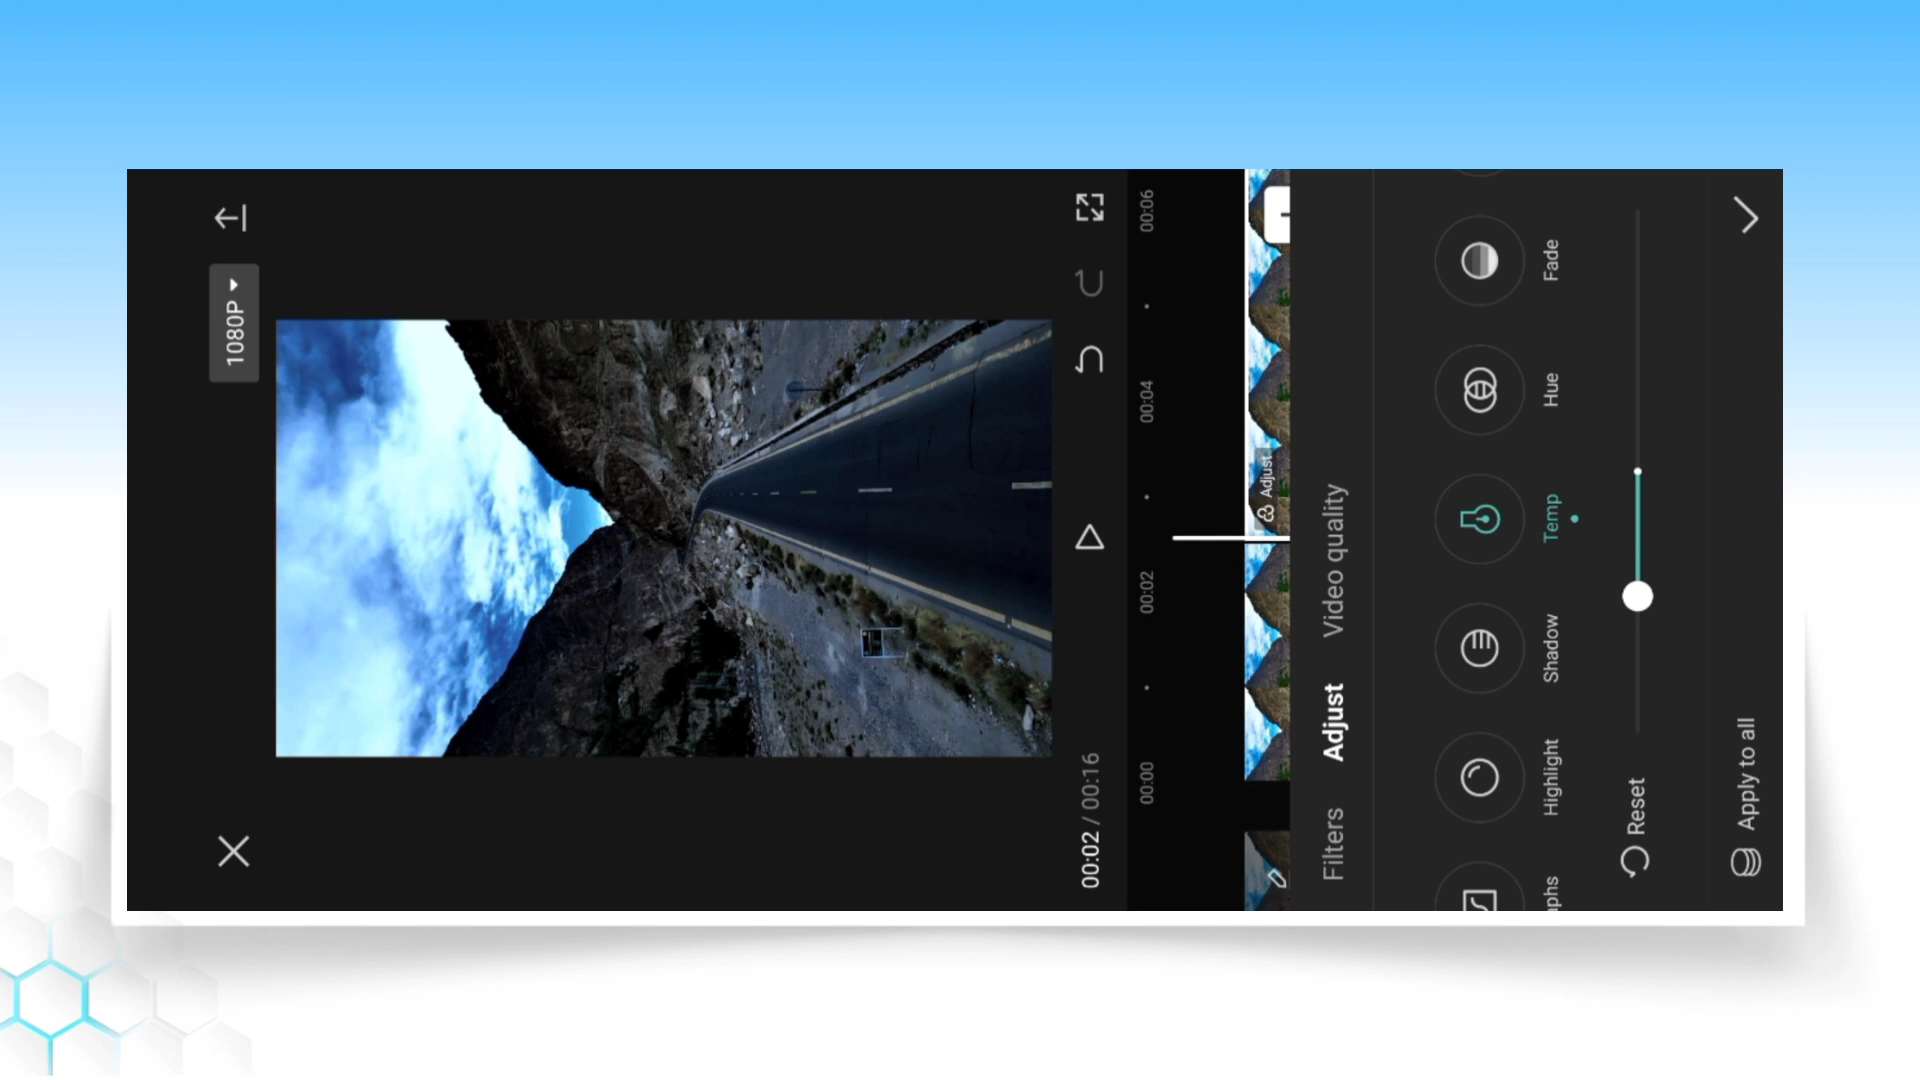 1080P
00:02 / 00:16
00:00 00:02 00:04 00:06
Adjust
Filters Adjust Video quality
Highlight Shadow Temp Hue Fade
Reset
Apply to all